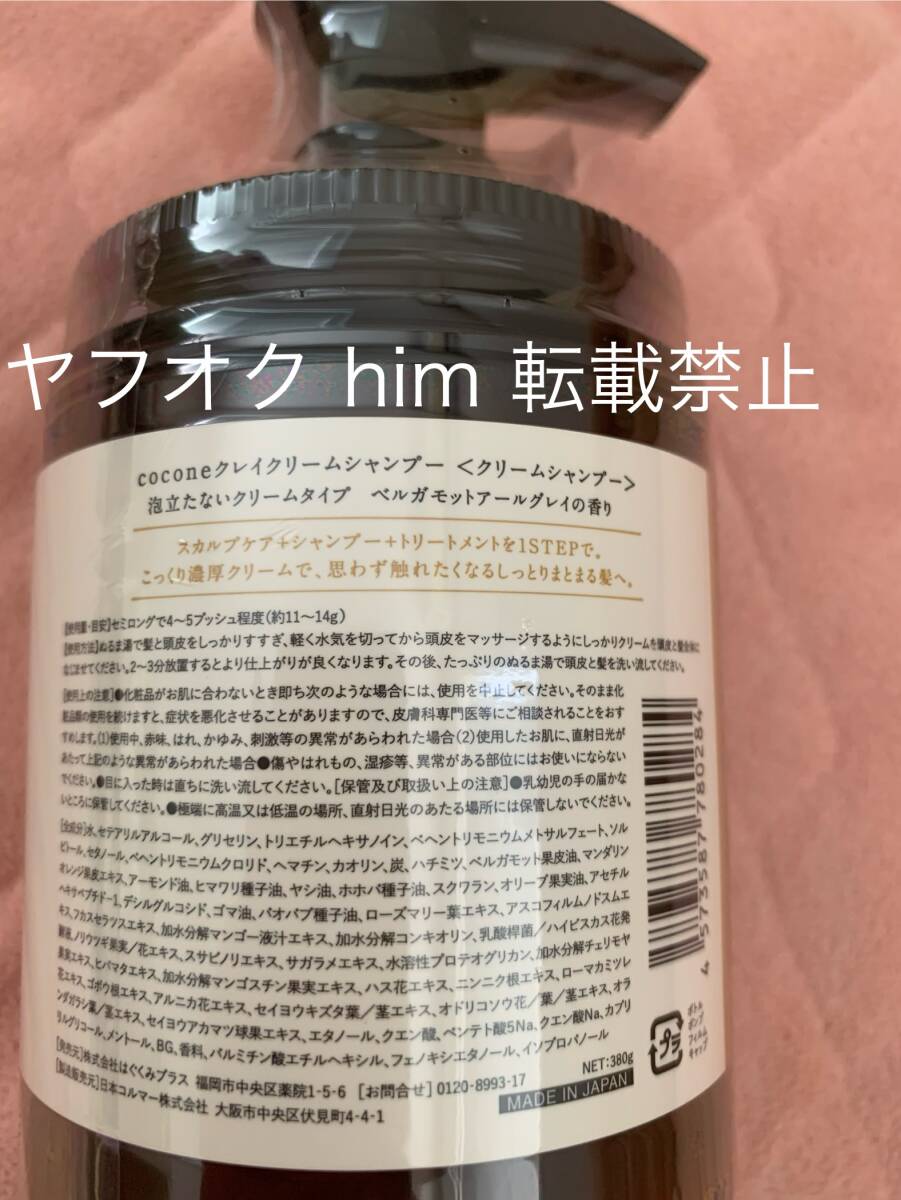 ヤフオク him 転載禁止
coconeクレイクリームシャンプー <クリームシャンプー>
泡立たないクリームタイプ ベルガモットアールグレイの香り
スカルプケア+シャンプー+トリートメントを1STEPで。
こっくり濃厚クリームで、思わず触れたくなるしっとりまとまる髪へ。
【使用量・目安】セミロングで4〜5プッシュ程度(約11〜14g)
【使用方法】ぬるま湯で髪と頭皮をしっかりすすぎ、軽く水気を切ってから頭皮をマッサージするようにしっかりクリームを頭皮と髪全体に
なじませてください。2〜3分放置するとより仕上がりが良くなります。その後、たっぷりのぬるま湯で頭皮と髪を洗い流してください。
【使用上の注意】●化粧品がお肌に合わないとき即ち次のような場合には、使用を中止してください。そのまま化
粧品類の使用を続けますと、症状を悪化させることがありますので、皮膚科専門医等にご相談されることをおす
すめします。(1)使用中、赤味、はれ、かゆみ、刺激等の異常があらわれた場合(2)使用したお肌に、直射日光が
あたって上記のような異常があらわれた場合●傷やはれもの、湿疹等、異常がある部位にはお使いにならない
でください。●目に入った時は直ちに洗い流してください。[保管及び取扱い上の注意]●乳幼児の手の届かな
いところに保管してください。●極端に高温又は低温の場所、直射日光のあたる場所には保管しないでください。
[全成分]水、セテアリルアルコール、グリセリン、トリエチルヘキサノイン、ベヘントリモニウムメトサルフェート、ソル
ビトール、セタノール、ベヘントリモニウムクロリド、ヘマチン、カオリン、炭、ハチミツ、ベルガモット果皮油、マンダリン
オレンジ果皮エキス、アーモンド油、ヒマワリ種子油、ヤシ油、ホホバ種子油、スクワラン、オリーブ果実油、アセチル
ヘキサペプチド-1、デシルグルコシド、ゴマ油、バオバブ種子油、ローズマリー葉エキス、アスコフィルムノドスムエ
キス、フカスセラツスエキス、加水分解マンゴー液汁エキス、加水分解コンキオリン、乳酸桿菌/ハイビスカス花発
酵液、ノリウツギ果実/花エキス、スサビノリエキス、サガラメエキス、水溶性プロテオグリカン、加水分解チェリモヤ
果実エキス、ヒバマタエキス、加水分解マンゴスチン果実エキス、ハス花エキス、ニンニク根エキス、ローマカミツレ
花エキス、ゴボウ根エキス、アルニカ花エキス、セイヨウキズタ葉/茎エキス、オドリコソウ花/葉/茎エキス、オラ
ンダガラシ葉/茎エキス、セイヨウアカマツ球果エキス、エタノール、クエン酸、ペンテト酸5Na、クエン酸Na、カプリ
リルグリコール、メントール、BG、香料、パルミチン酸エチルヘキシル、フェノキシエタノール、イソプロパノール
[発売元]株式会社はぐくみプラス 福岡市中央区薬院1-5-6 [お問合せ]0120-8993-17
[製造販売元]日本コルマー株式会社 大阪市中央区伏見町4-4-1
NET:380g
MADE IN JAPAN
4 573587 780284
プラ
ボトル
ポンプ
フィルム
キャップ